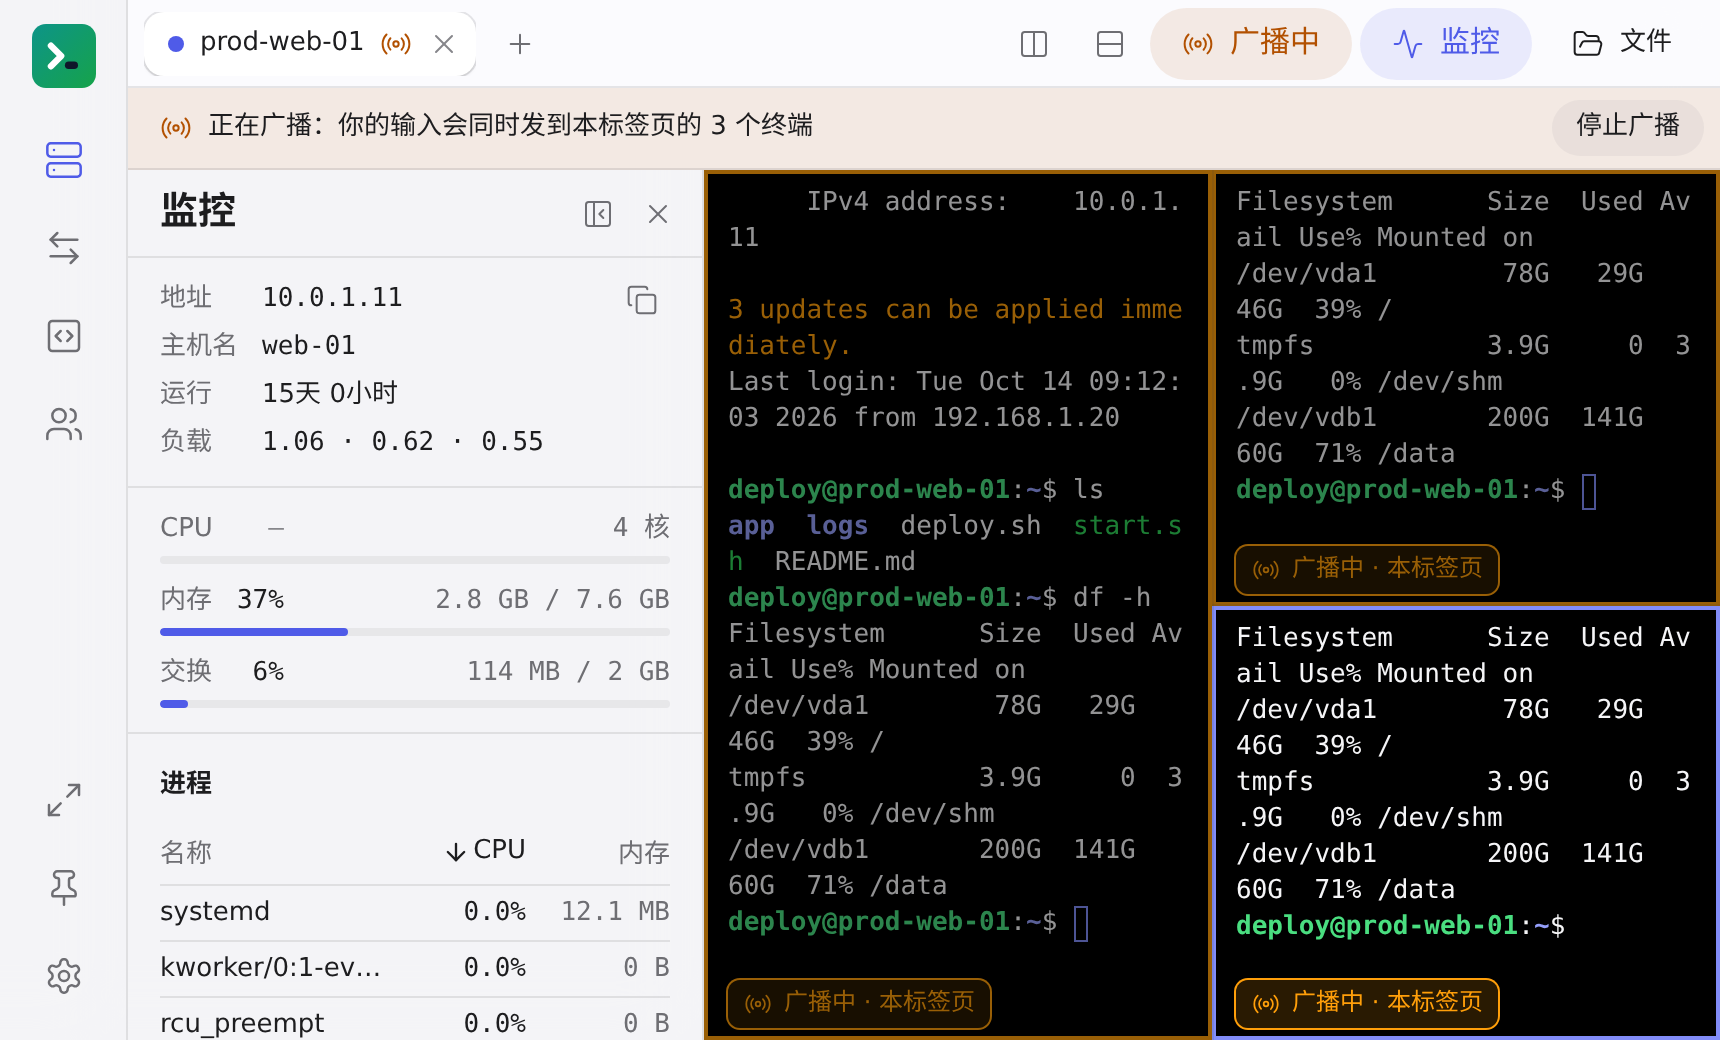 prod-web-01
广播中
监控
文件
正在广播：你的输入会同时发到本标签页的 3 个终端
停止广播
监控
地址 10.0.1.11
主机名 web-01
运行 15天 0小时
负载 1.06 · 0.62 · 0.55
CPU — 4 核
内存 37% 2.8 GB / 7.6 GB
交换 6% 114 MB / 2 GB
进程
名称 ↓ CPU 内存
systemd 0.0% 12.1 MB
kworker/0:1-ev… 0.0% 0 B
rcu_preempt 0.0% 0 B
IPv4 address: 10.0.1.
11
3 updates can be applied imme
diately.
Last login: Tue Oct 14 09:12:
03 2026 from 192.168.1.20
deploy@prod-web-01:~$ ls
app logs deploy.sh start.s
h README.md
deploy@prod-web-01:~$ df -h
Filesystem Size Used Av
ail Use% Mounted on
/dev/vda1 78G 29G
46G 39% /
tmpfs 3.9G 0 3
.9G 0% /dev/shm
/dev/vdb1 200G 141G
60G 71% /data
deploy@prod-web-01:~$
广播中 · 本标签页
Filesystem Size Used Av
ail Use% Mounted on
/dev/vda1 78G 29G
46G 39% /
tmpfs 3.9G 0 3
.9G 0% /dev/shm
/dev/vdb1 200G 141G
60G 71% /data
deploy@prod-web-01:~$
广播中 · 本标签页
Filesystem Size Used Av
ail Use% Mounted on
/dev/vda1 78G 29G
46G 39% /
tmpfs 3.9G 0 3
.9G 0% /dev/shm
/dev/vdb1 200G 141G
60G 71% /data
deploy@prod-web-01:~$
广播中 · 本标签页